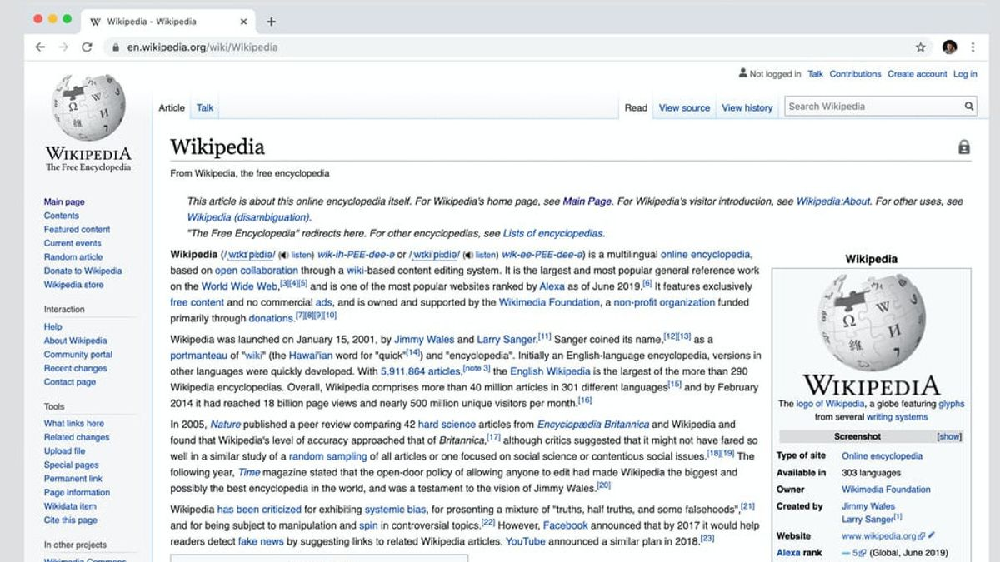 Wikipedia - Wikipedia
en.wikipedia.org/wiki/Wikipedia
Not logged in Talk Contributions Create account Log in
Article Talk Read View source View history Search Wikipedia
WIKIPEDIA
The Free Encyclopedia
Main page
Contents
Featured content
Current events
Random article
Donate to Wikipedia
Wikipedia store
Interaction
Help
About Wikipedia
Community portal
Recent changes
Contact page
Tools
What links here
Related changes
Upload file
Special pages
Permanent link
Page information
Wikidata item
Cite this page
In other projects
Wikimedia Commons
Wikipedia
From Wikipedia, the free encyclopedia
This article is about this online encyclopedia itself. For Wikipedia's home page, see Main Page. For Wikipedia's visitor introduction, see Wikipedia:About. For other uses, see
Wikipedia (disambiguation).
"The Free Encyclopedia" redirects here. For other encyclopedias, see Lists of encyclopedias.
Wikipedia (/ˌwɪkɪˈpiːdiə/ (listen) wik-ih-PEE-dee-ə or /ˌwɪkiˈpiːdiə/ (listen) wik-ee-PEE-dee-ə) is a multilingual online encyclopedia,
based on open collaboration through a wiki-based content editing system. It is the largest and most popular general reference work
on the World Wide Web,[3][4][5] and is one of the most popular websites ranked by Alexa as of June 2019.[6] It features exclusively
free content and no commercial ads, and is owned and supported by the Wikimedia Foundation, a non-profit organization funded
primarily through donations.[7][8][9][10]
Wikipedia was launched on January 15, 2001, by Jimmy Wales and Larry Sanger.[11] Sanger coined its name,[12][13] as a
portmanteau of "wiki" (the Hawai'ian word for "quick"[14]) and "encyclopedia". Initially an English-language encyclopedia, versions in
other languages were quickly developed. With 5,911,864 articles,[note 3] the English Wikipedia is the largest of the more than 290
Wikipedia encyclopedias. Overall, Wikipedia comprises more than 40 million articles in 301 different languages[15] and by February
2014 it had reached 18 billion page views and nearly 500 million unique visitors per month.[16]
In 2005, Nature published a peer review comparing 42 hard science articles from Encyclopædia Britannica and Wikipedia and
found that Wikipedia's level of accuracy approached that of Britannica,[17] although critics suggested that it might not have fared so
well in a similar study of a random sampling of all articles or one focused on social science or contentious social issues.[18][19] The
following year, Time magazine stated that the open-door policy of allowing anyone to edit had made Wikipedia the biggest and
possibly the best encyclopedia in the world, and was a testament to the vision of Jimmy Wales.[20]
Wikipedia has been criticized for exhibiting systemic bias, for presenting a mixture of "truths, half truths, and some falsehoods",[21]
and for being subject to manipulation and spin in controversial topics.[22] However, Facebook announced that by 2017 it would help
readers detect fake news by suggesting links to related Wikipedia articles. YouTube announced a similar plan in 2018.[23]
Wikipedia
WIKIPEDIA
The logo of Wikipedia, a globe featuring glyphs
from several writing systems
Screenshot [show]
Type of site Online encyclopedia
Available in 303 languages
Owner Wikimedia Foundation
Created by Jimmy Wales
Larry Sanger[1]
Website www.wikipedia.org
Alexa rank — 5 (Global, June 2019)